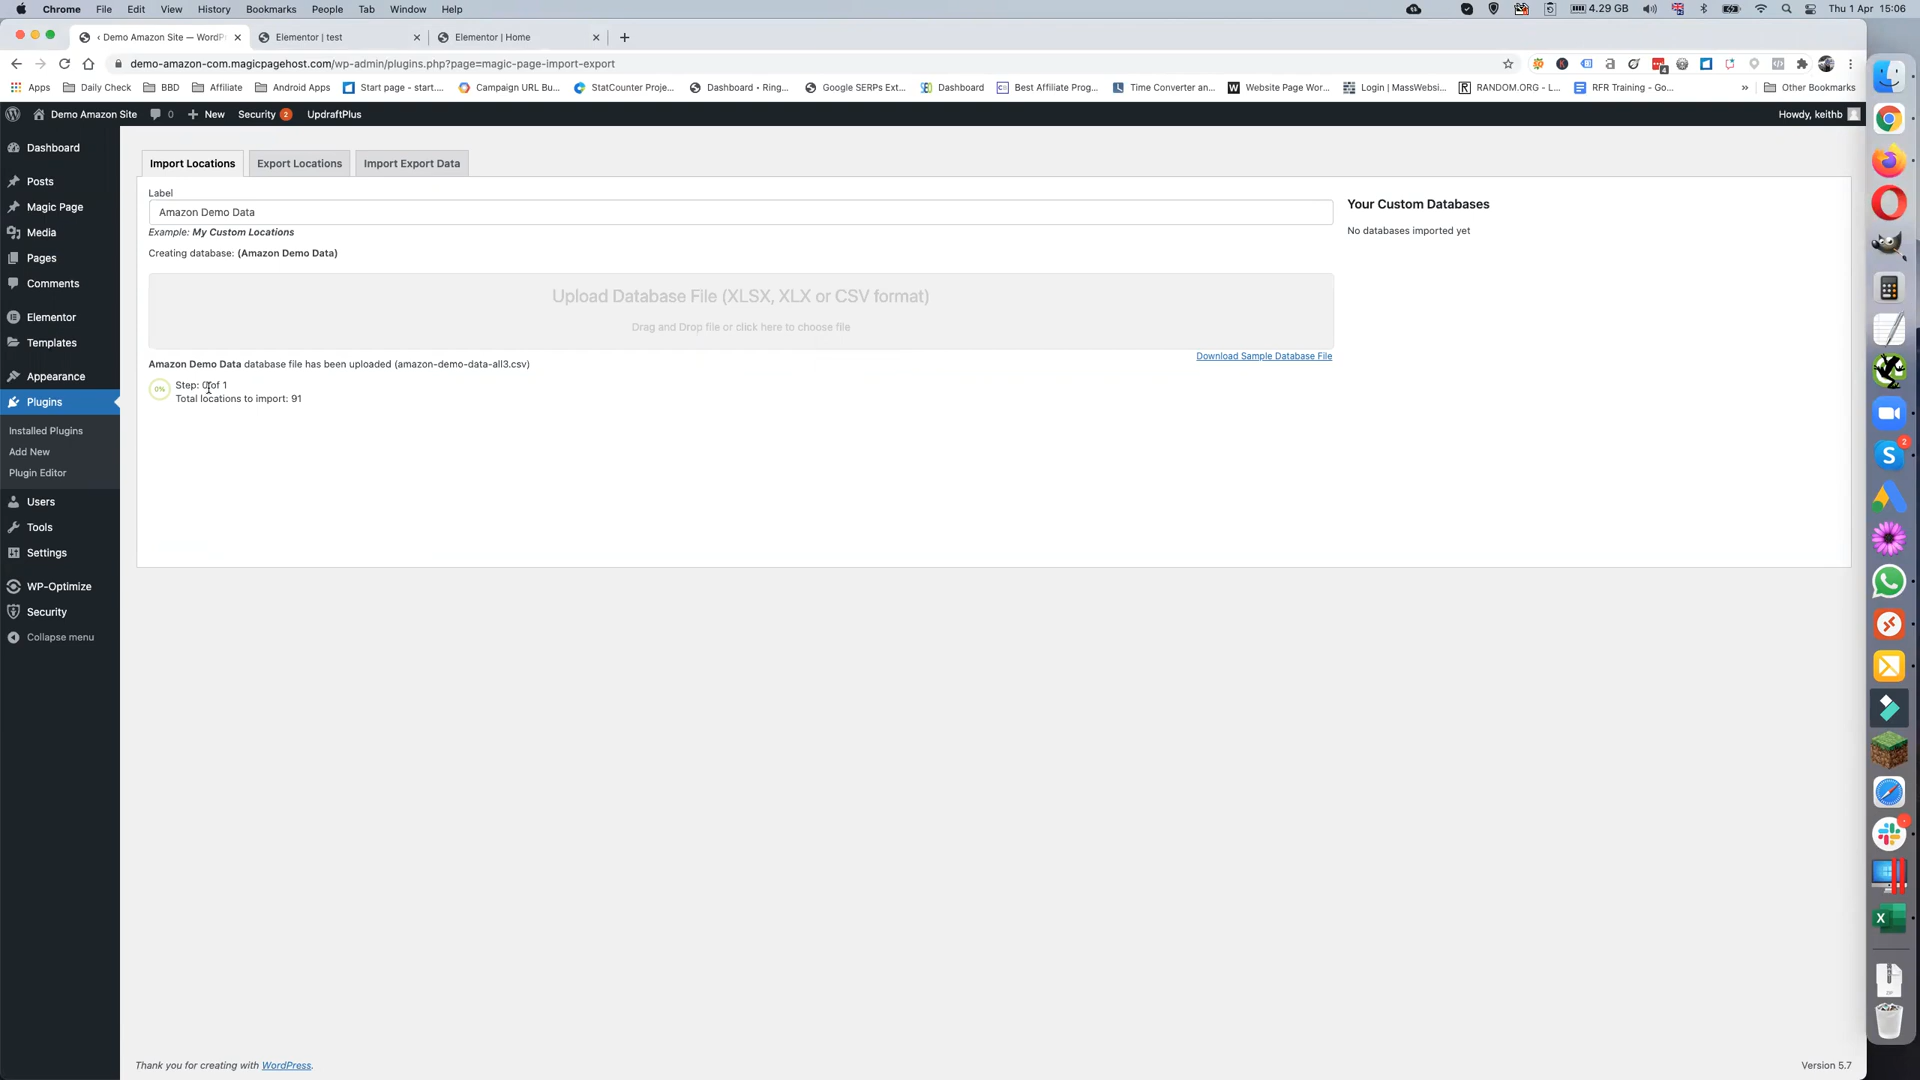 Chrome File Edit View History Bookmarks People Tab Window Help 4.29 GB Thu 1 Apr 15:06
‹ Demo Amazon Site — WordPr Elementor | test Elementor | Home
demo-amazon-com.magicpagehost.com/wp-admin/plugins.php?page=magic-page-import-export
Apps Daily Check BBD Affiliate Android Apps Start page - start.... Campaign URL Bu... StatCounter Proje... Dashboard • Ring... Google SERPs Ext... Dashboard Best Affiliate Prog... Time Converter an... Website Page Wor... Login | MassWebsi... RANDOM.ORG - L... RFR Training - Go... » Other Bookmarks
Demo Amazon Site 0 New Security 2 UpdraftPlus Howdy, keithb
Dashboard
Posts
Magic Page
Media
Pages
Comments
Elementor
Templates
Appearance
Plugins
Installed Plugins
Add New
Plugin Editor
Users
Tools
Settings
WP-Optimize
Security
Collapse menu
Import Locations Export Locations Import Export Data
Label
Amazon Demo Data
Example: My Custom Locations
Creating database: (Amazon Demo Data)
Upload Database File (XLSX, XLX or CSV format)
Drag and Drop file or click here to choose file
Download Sample Database File
Amazon Demo Data database file has been uploaded (amazon-demo-data-all3.csv)
0%
Step: 0 of 1
Total locations to import: 91
Your Custom Databases
No databases imported yet
Thank you for creating with WordPress.
Version 5.7